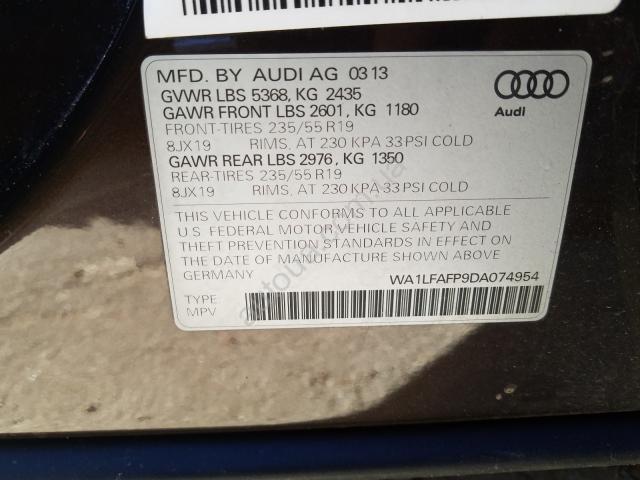 MFD. BY AUDI AG 03 13
GVWR LBS 5368, KG 2435
GAWR FRONT LBS 2601, KG 1180
FRONT-TIRES 235/55 R19
8JX19 RIMS, AT 230 KPA 33 PSI COLD
GAWR REAR LBS 2976, KG 1350
REAR-TIRES 235/55 R19
8JX19 RIMS, AT 230 KPA 33 PSI COLD
Audi
THIS VEHICLE CONFORMS TO ALL APPLICABLE
U.S. FEDERAL MOTOR VEHICLE SAFETY AND
THEFT PREVENTION STANDARDS IN EFFECT ON
THE DATE OF MANUFACTURE SHOWN ABOVE
GERMANY
WA1LFAFP9DA074954
TYPE:
MPV